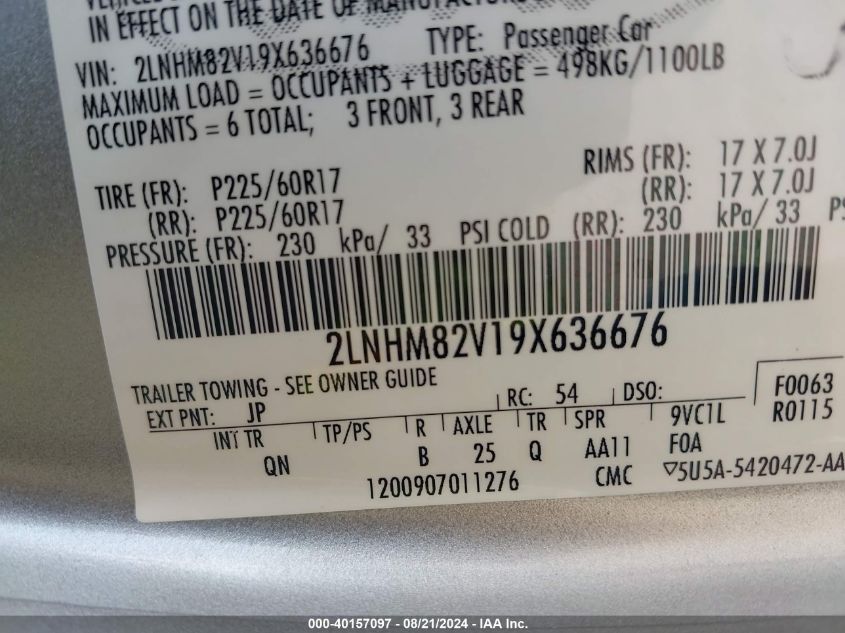 IN EFFECT ON THE DATE OF
VIN: 2LNHM82V19X636676 TYPE: Passenger Car
MAXIMUM LOAD = OCCUPANTS + LUGGAGE = 498KG/1100LB
OCCUPANTS = 6 TOTAL; 3 FRONT, 3 REAR
TIRE (FR): P225/60R17 RIMS (FR): 17 X 7.0J
(RR): P225/60R17 (RR): 17 X 7.0J
PRESSURE (FR): 230 kPa/ 33 PSI COLD (RR): 230 kPa/ 33
2LNHM82V19X636676
TRAILER TOWING - SEE OWNER GUIDE
RC: 54 DSO: F0063
EXT PNT: JP R0115
INT TR TP/PS R AXLE TR SPR 9VC1L
QN B 25 Q AA11 FOA
1200907011276 CMC ▽5U5A-5420472-AA
000-40157097 - 08/21/2024 - IAA Inc.